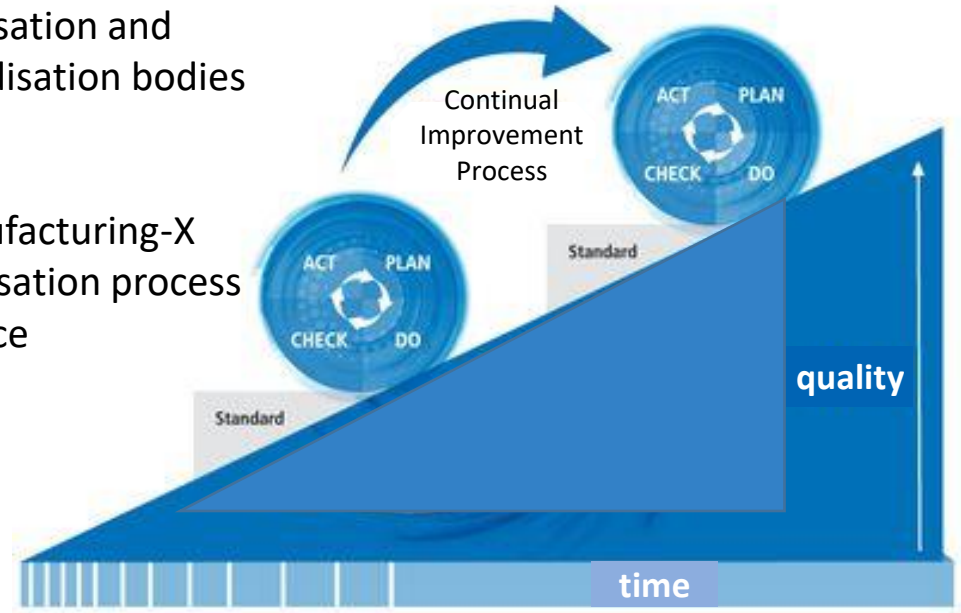 sation and
lisation bodies
ufacturing-X
sation process
ce
Continual
Improvement
Process
ACT PLAN
CHECK DO
Standard
ACT PLAN
CHECK DO
Standard
quality
time